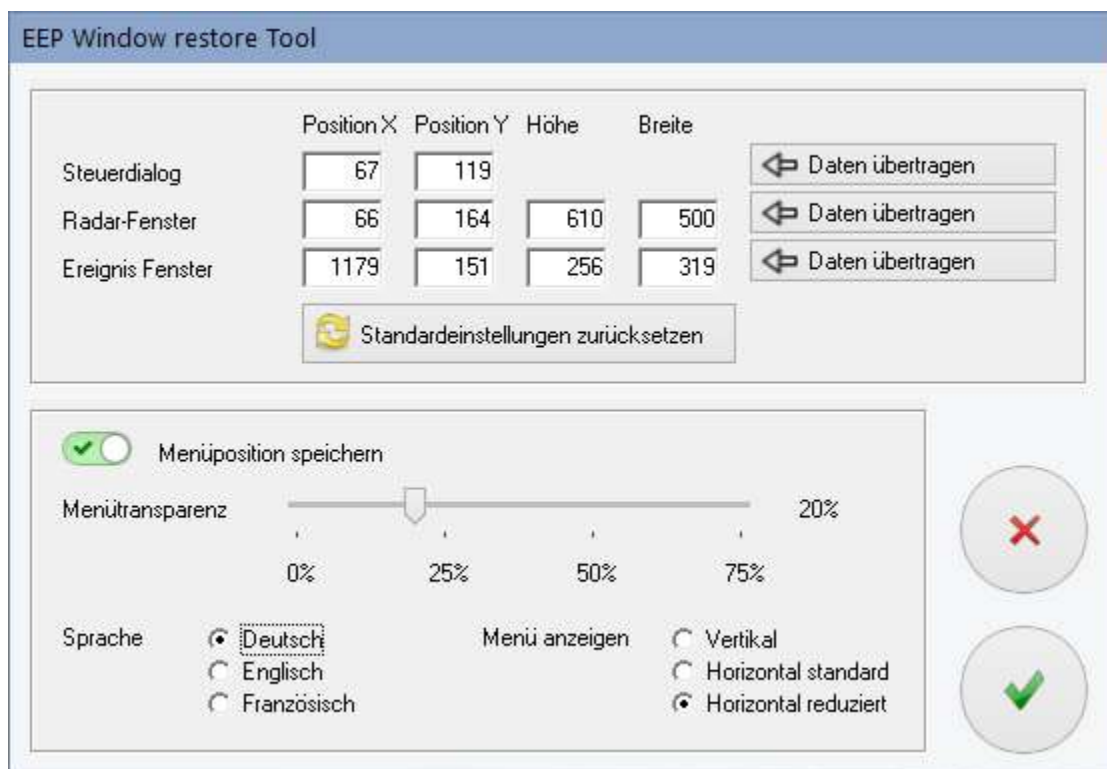 EEP Window restore Tool
Position X Position Y Höhe Breite
Steuerdialog 67 119 Daten übertragen
Radar-Fenster 66 164 610 500 Daten übertragen
Ereignis Fenster 1179 151 256 319 Daten übertragen
Standardeinstellungen zurücksetzen
Menüposition speichern
Menütransparenz 20%
0% 25% 50% 75%
Sprache Deutsch Menü anzeigen Vertikal
Englisch Horizontal standard
Französisch Horizontal reduziert